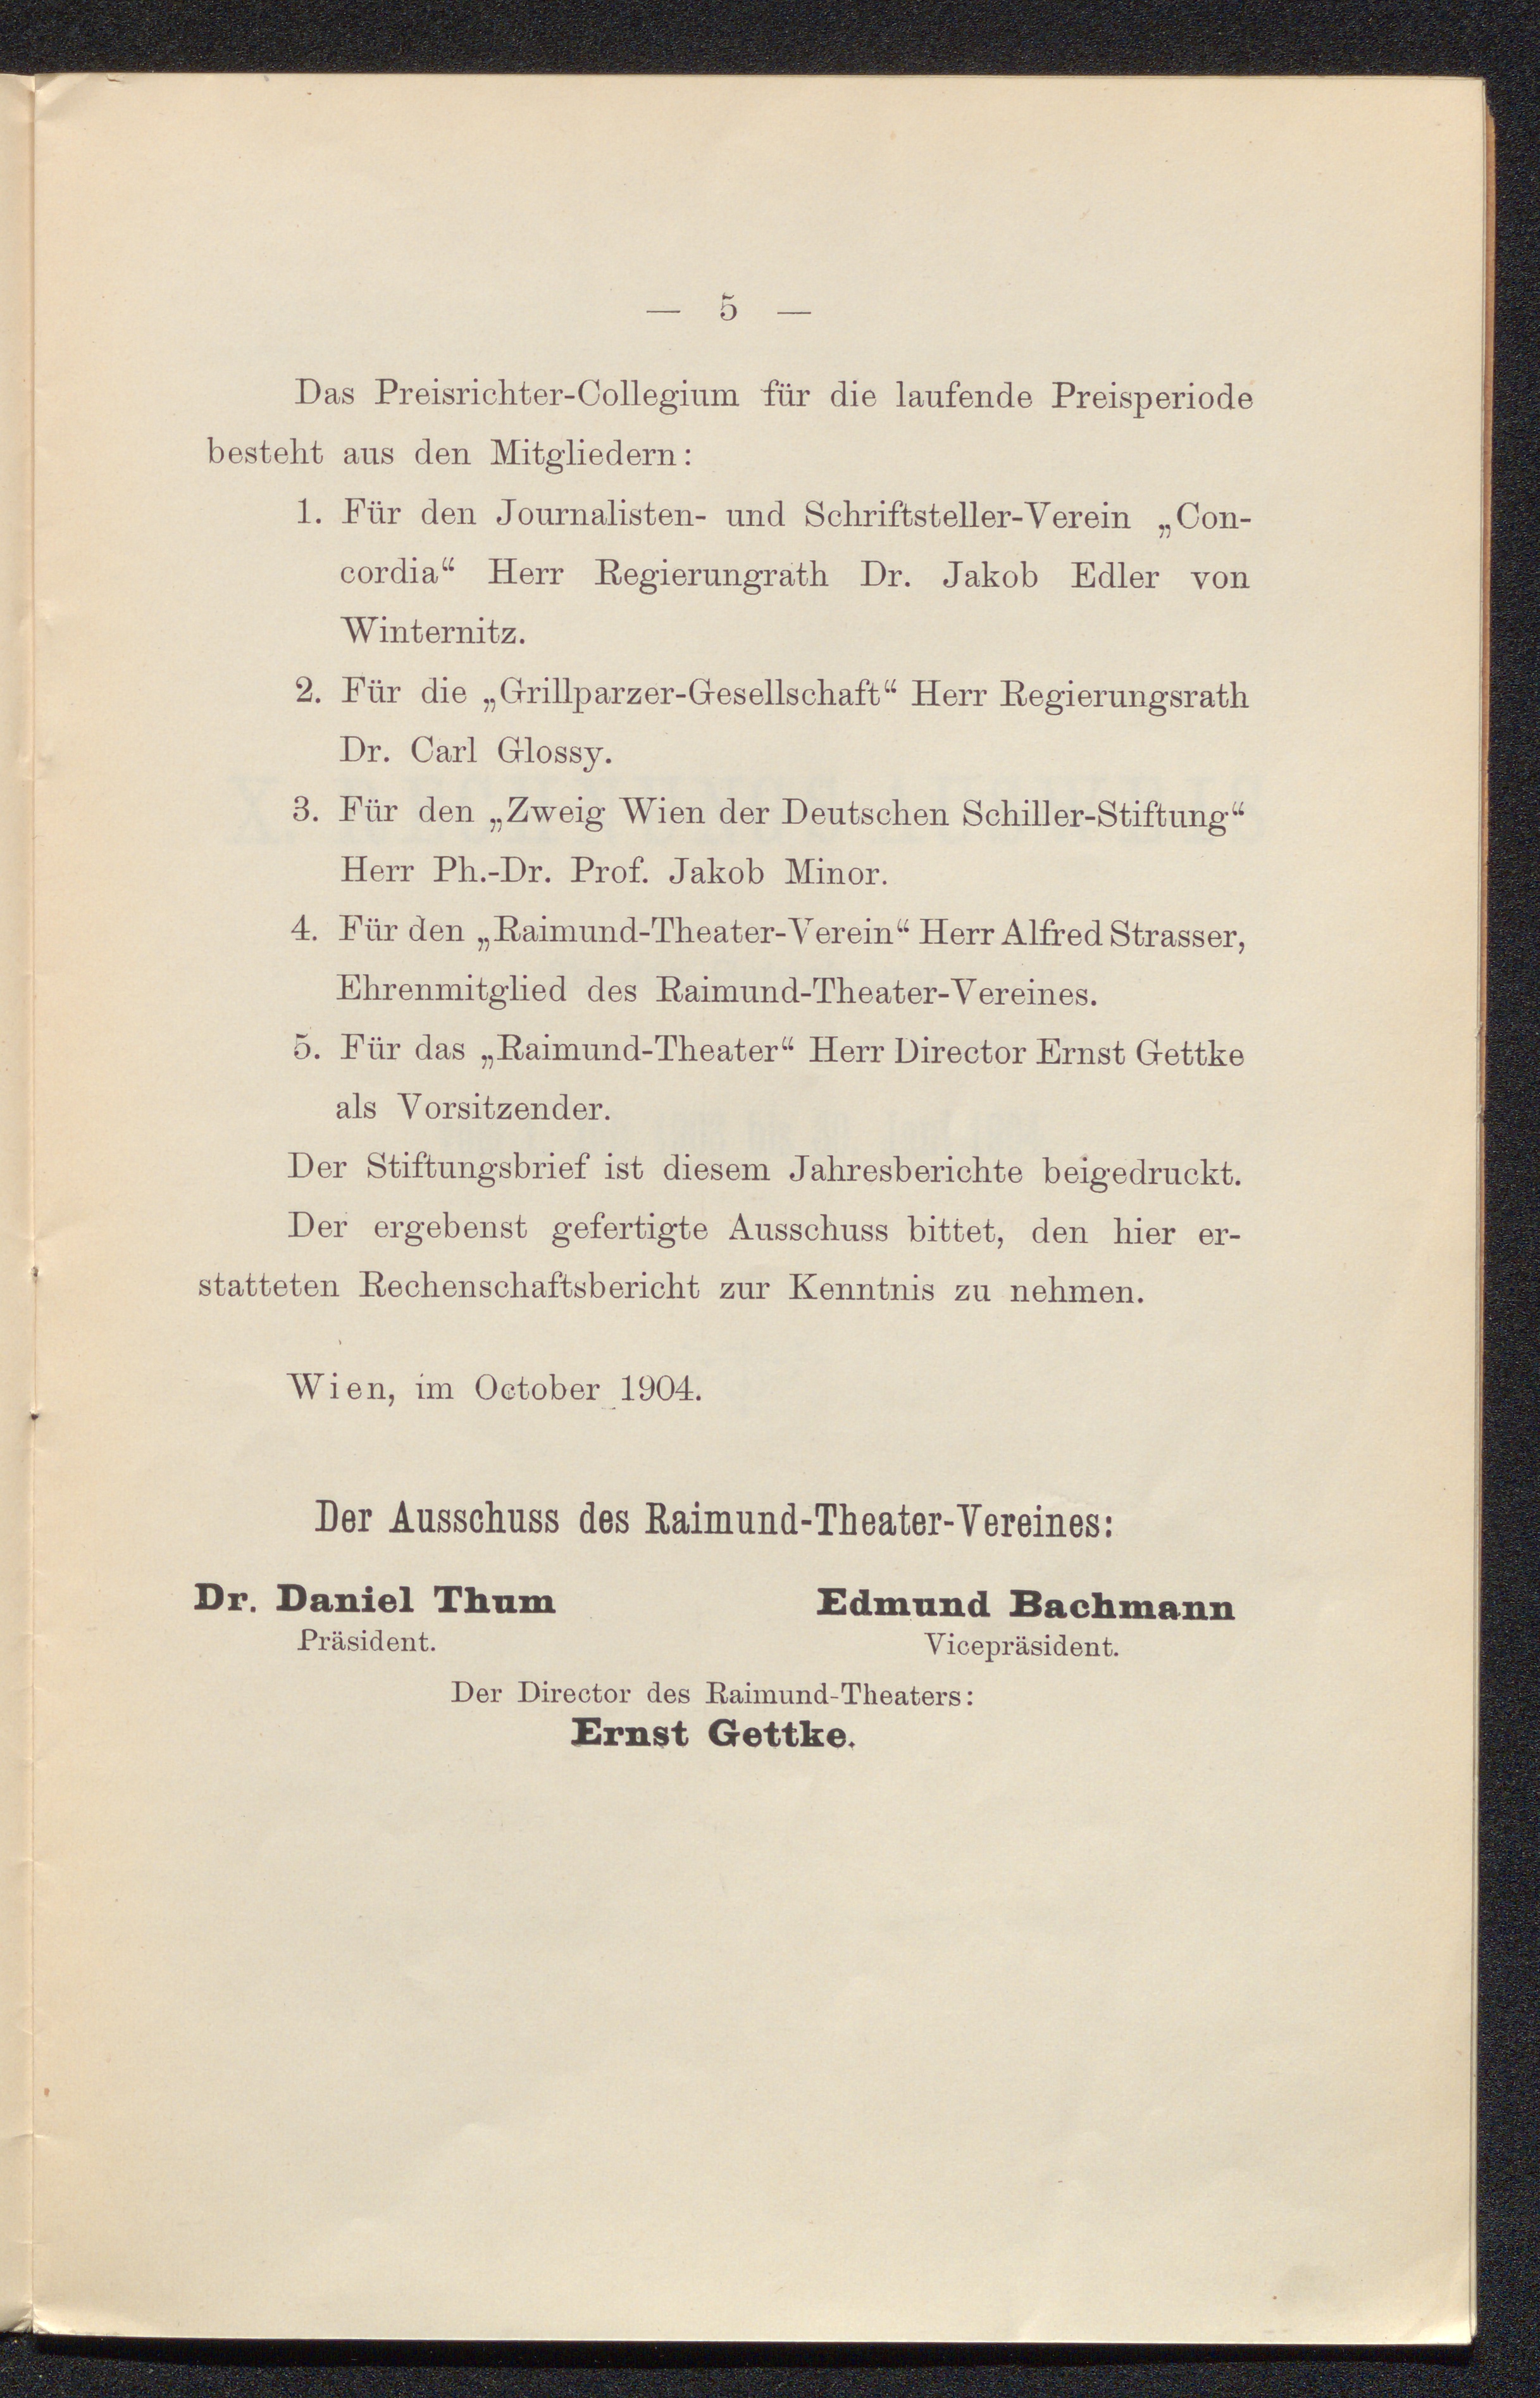 — 5 —
Das Preisrichter-Collegium für die laufende Preisperiode
besteht aus den Mitgliedern:
1. Für den Journalisten- und Schriftsteller-Verein „Con-
cordia“ Herr Regierungrath Dr. Jakob Edler von
Winternitz.
2. Für die „Grillparzer-Gesellschaft“ Herr Regierungsrath
Dr. Carl Glossy.
3. Für den „Zweig Wien der Deutschen Schiller-Stiftung“
Herr Ph.-Dr. Prof. Jakob Minor.
4. Für den „Raimund-Theater-Verein“ Herr Alfred Strasser,
Ehrenmitglied des Raimund-Theater-Vereines.
5. Für das „Raimund-Theater“ Herr Director Ernst Gettke
als Vorsitzender.
Der Stiftungsbrief ist diesem Jahresberichte beigedruckt.
Der ergebenst gefertigte Ausschuss bittet, den hier er-
statteten Rechenschaftsbericht zur Kenntnis zu nehmen.
Wien, im October 1904.
Der Ausschuss des Raimund-Theater-Vereines:
Dr. Daniel Thum Edmund Bachmann
Präsident. Vicepräsident.
Der Director des Raimund-Theaters:
Ernst Gettke.